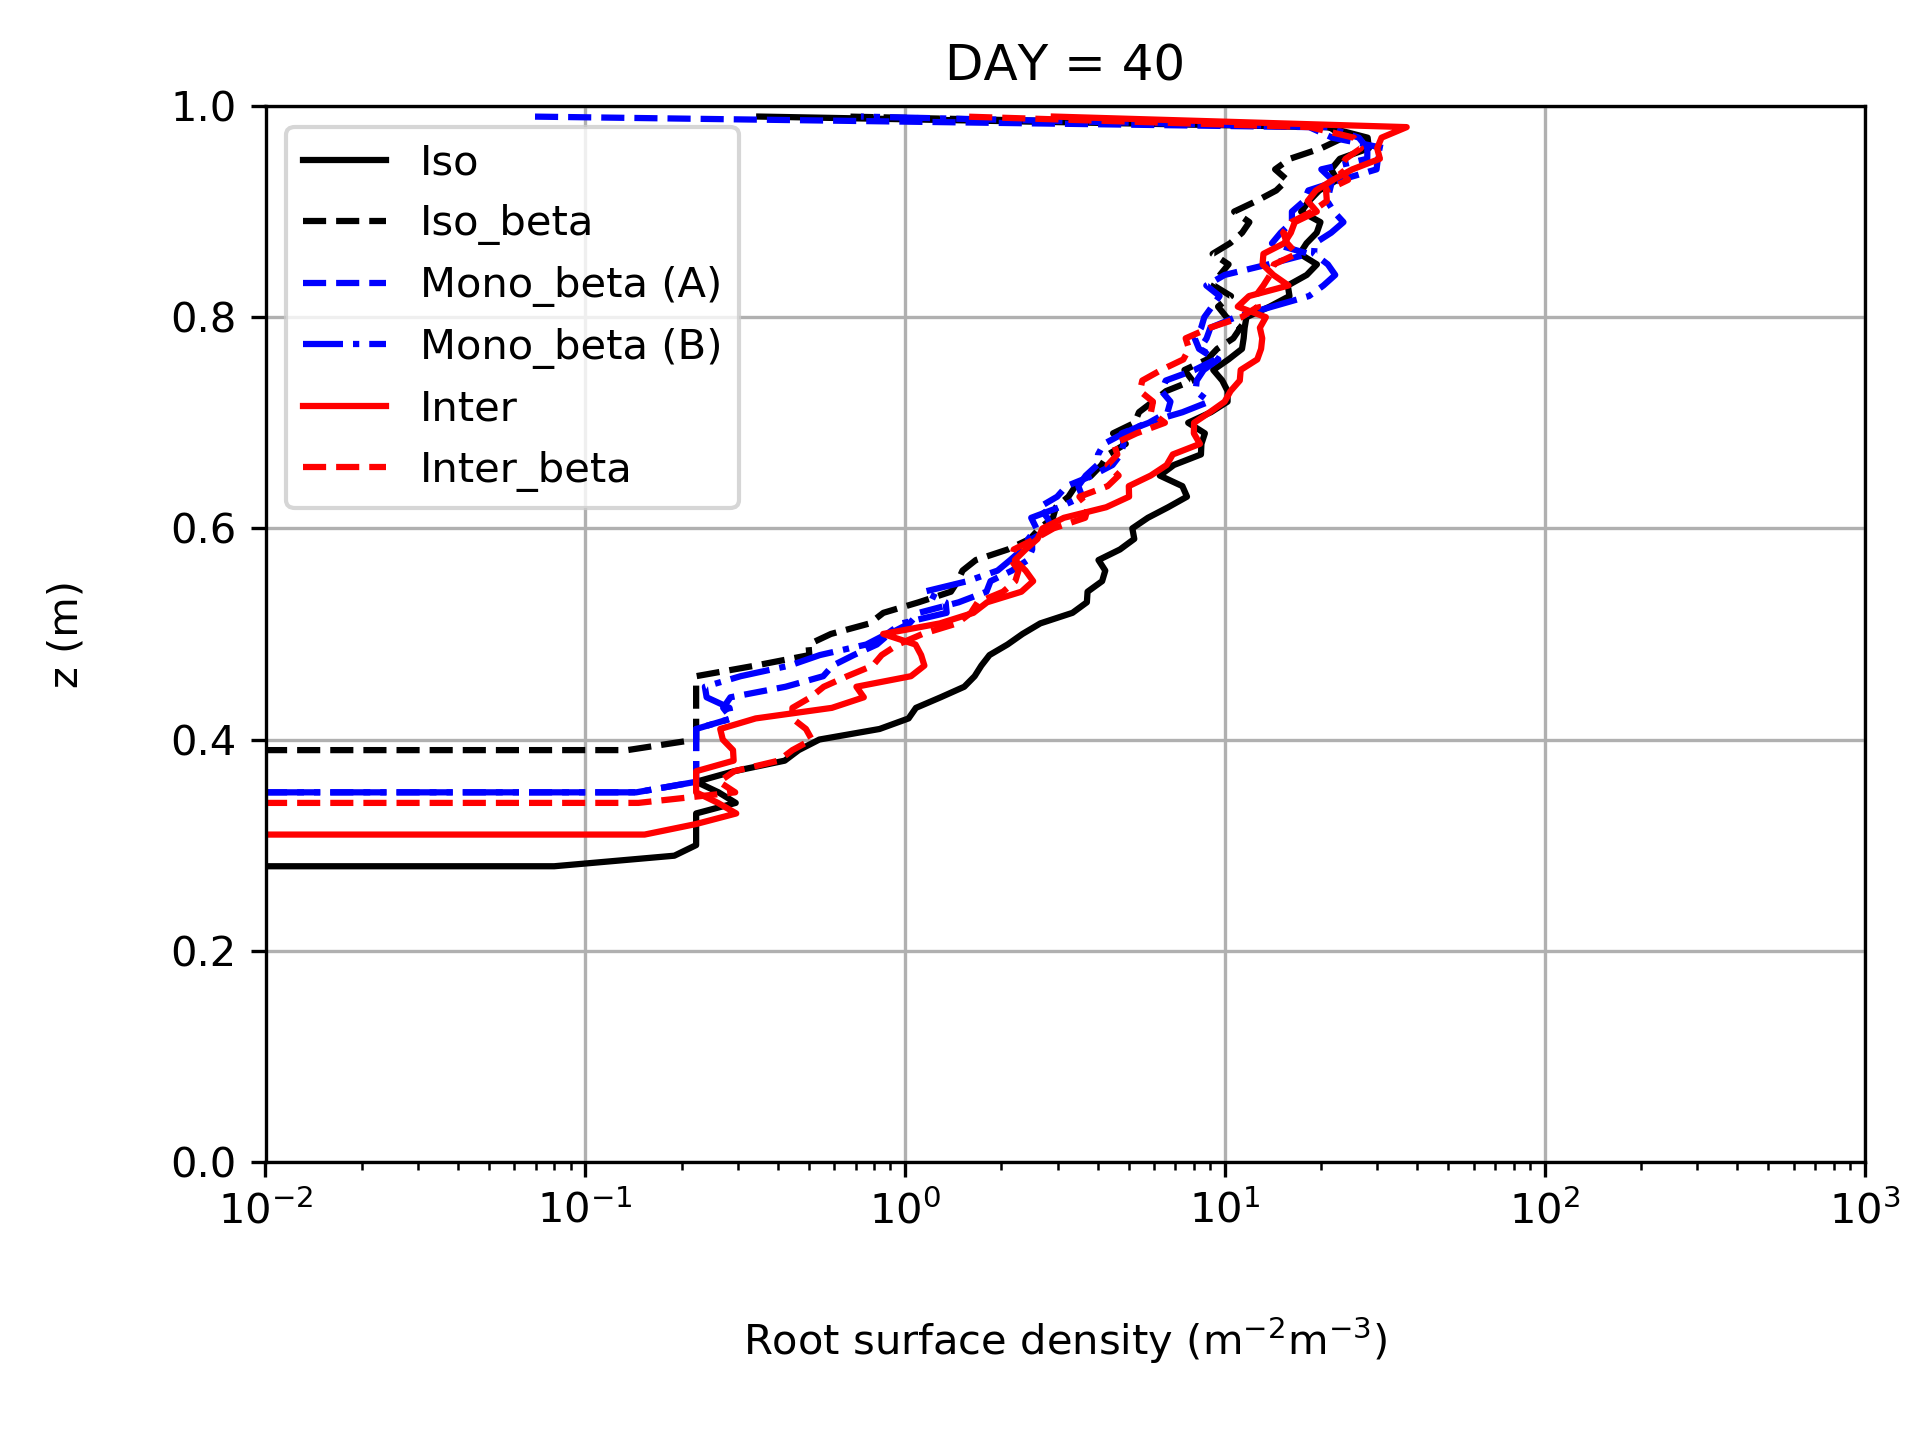 DAY = 40
1.0
0.8
0.6
0.4
0.2
0.0
z (m)
Iso
Iso_beta
Mono_beta (A)
Mono_beta (B)
Inter
Inter_beta
10⁻² 10⁻¹ 10⁰ 10¹ 10² 10³
Root surface density (m⁻²m⁻³)